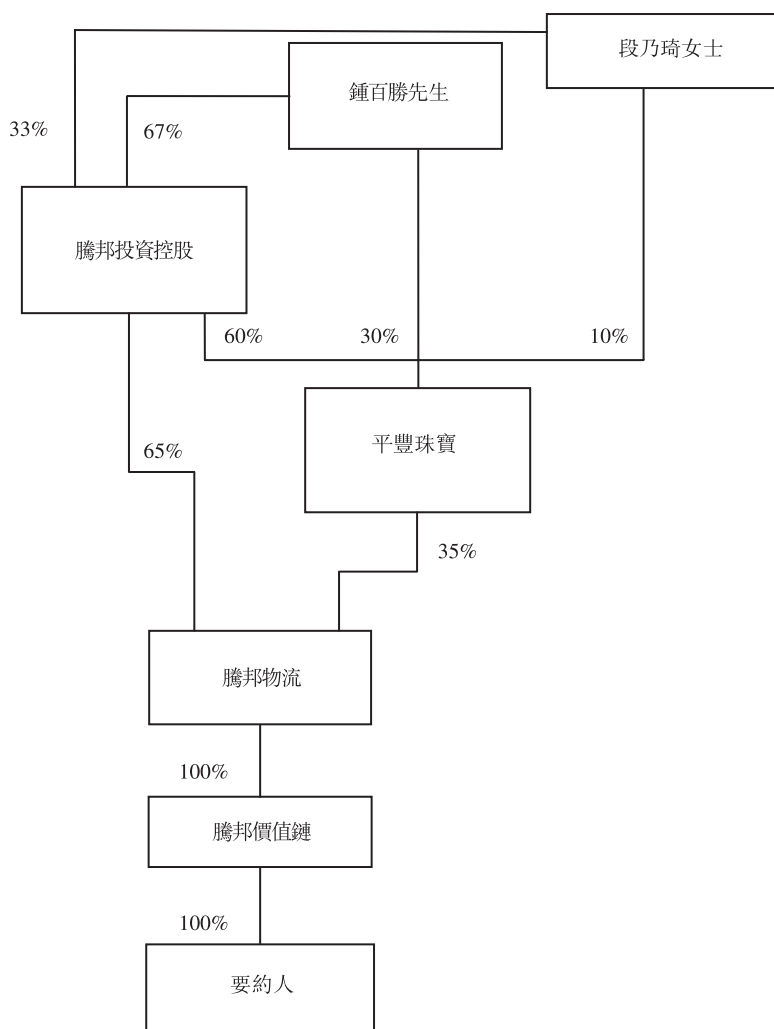 段乃琦女士
鍾百勝先生
33%
67%
騰邦投資控股
60%
30%
10%
平豐珠寶
65%
35%
騰邦物流
100%
騰邦價值鏈
100%
要約人